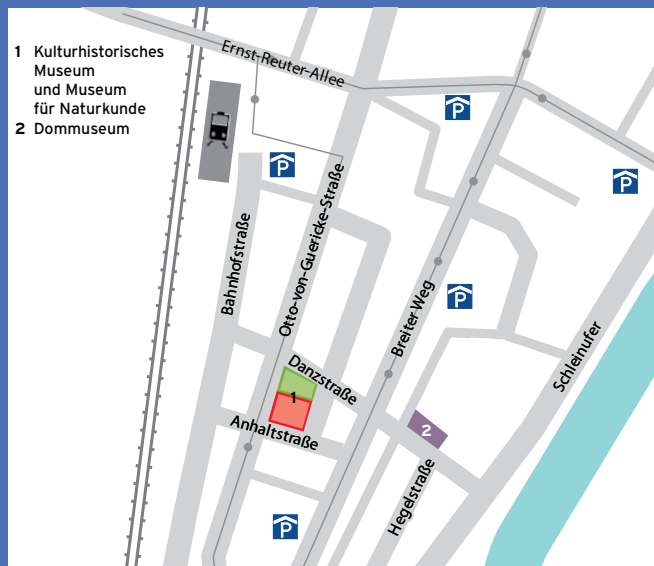 1 Kulturhistorisches
Museum
und Museum
für Naturkunde
2 Dommuseum
Ernst-Reuter-Allee
P
P
P
Otto-von-Guericke-Straße
Bahnhofstraße
Breiter Weg
P
Schleinufer
Danzstraße
1
Anhaltstraße
2
Hegelstraße
P